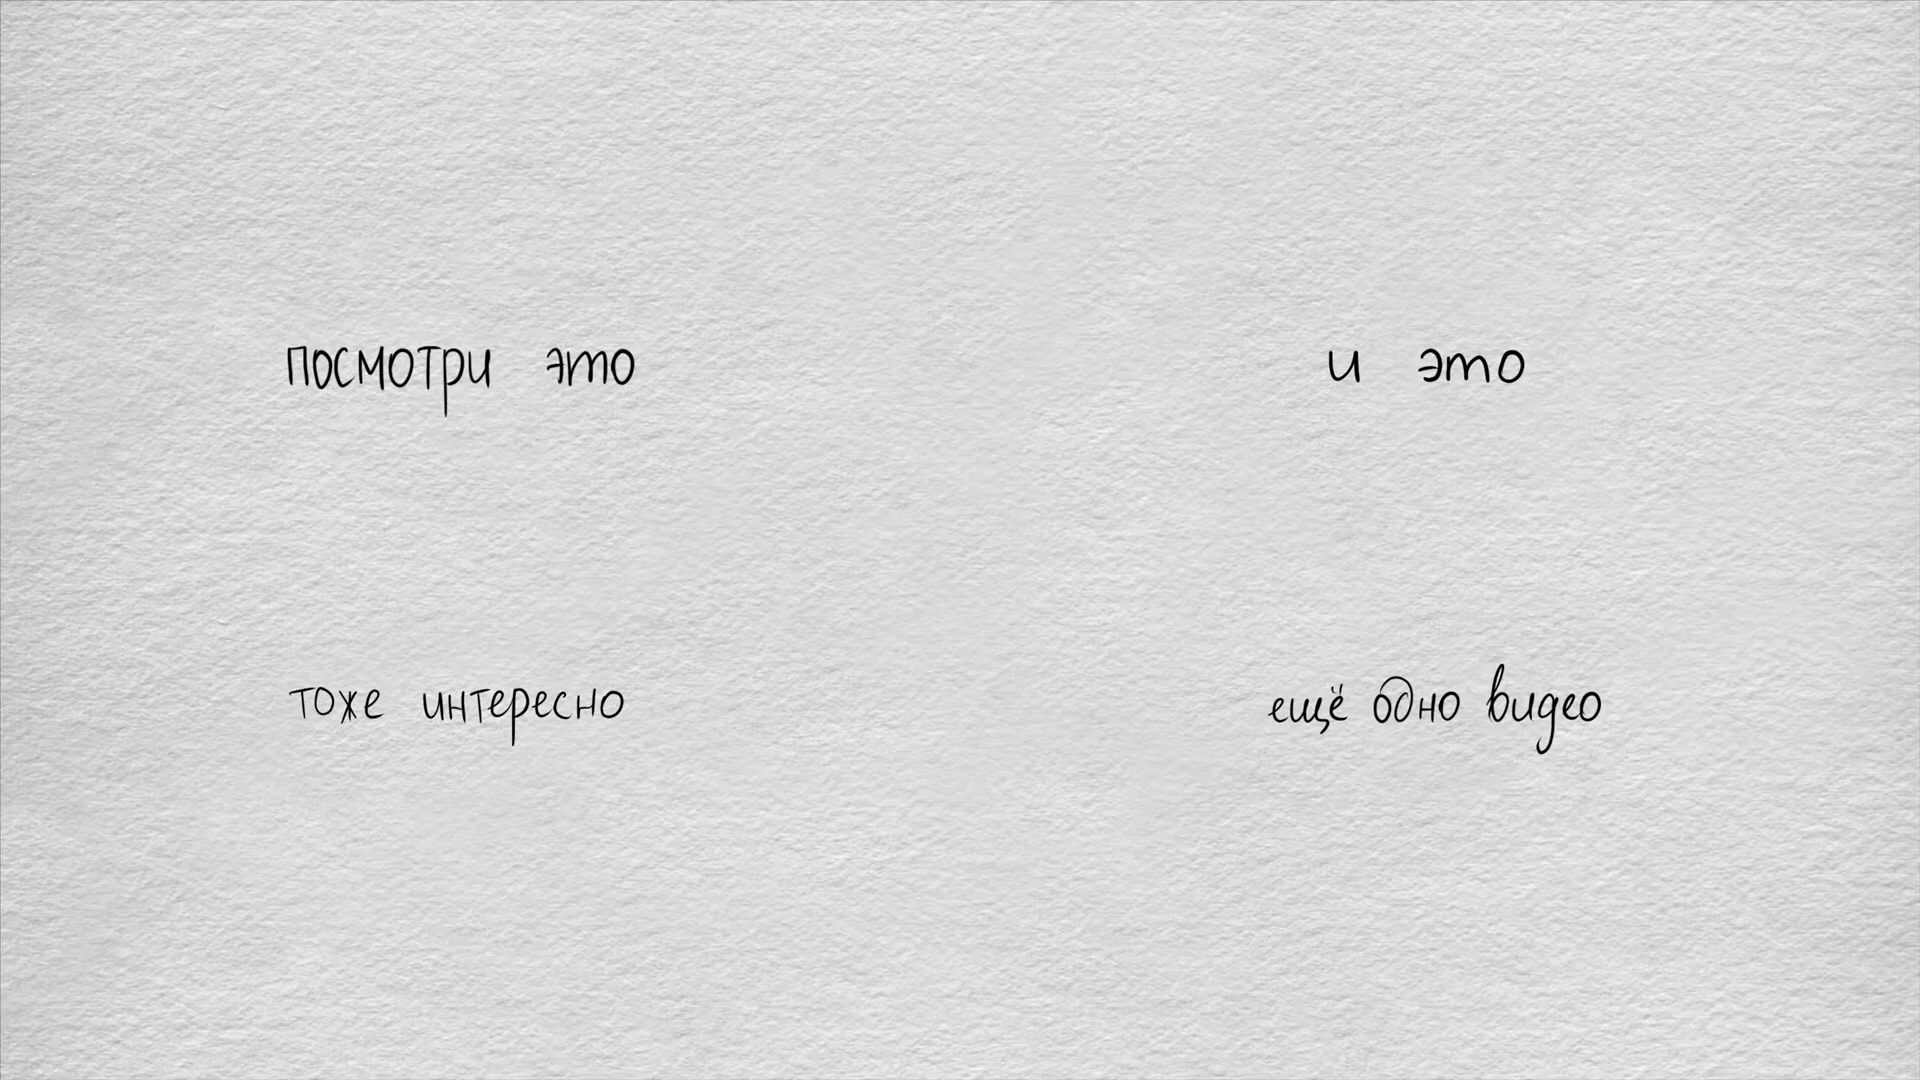 посмотри это
и это
тоже интересно
ещё одно видео